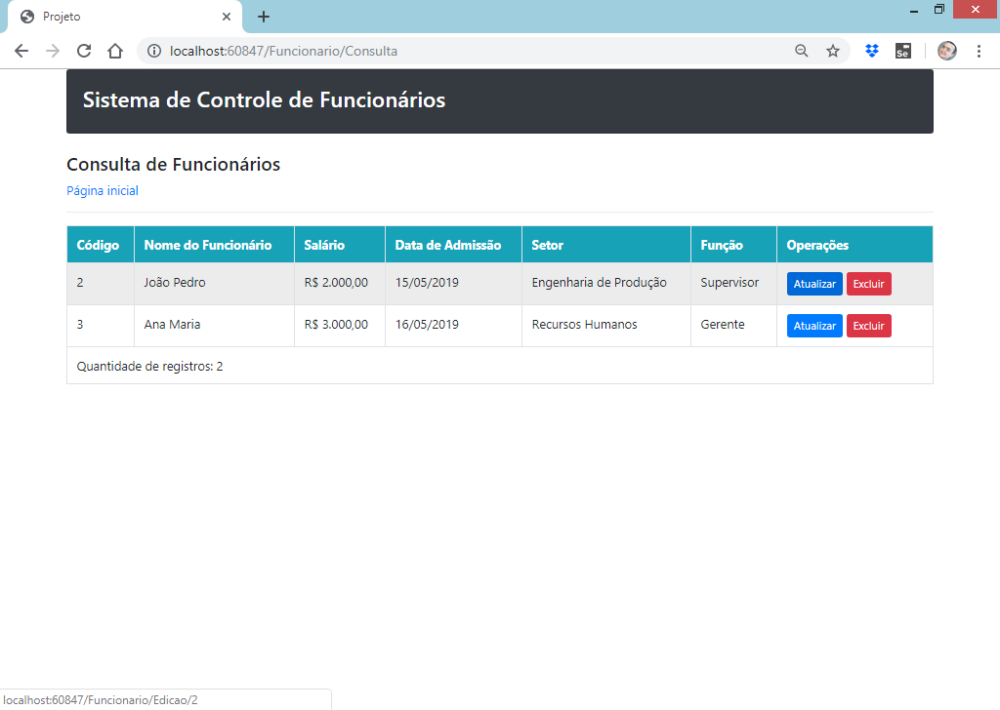 Projeto
localhost:60847/Funcionario/Consulta
Se
Sistema de Controle de Funcionários
Consulta de Funcionários
Página inicial
Código Nome do Funcionário Salário Data de Admissão Setor Função Operações
2 João Pedro R$ 2.000,00 15/05/2019 Engenharia de Produção Supervisor Atualizar Excluir
3 Ana Maria R$ 3.000,00 16/05/2019 Recursos Humanos Gerente Atualizar Excluir
Quantidade de registros: 2
localhost:60847/Funcionario/Edicao/2